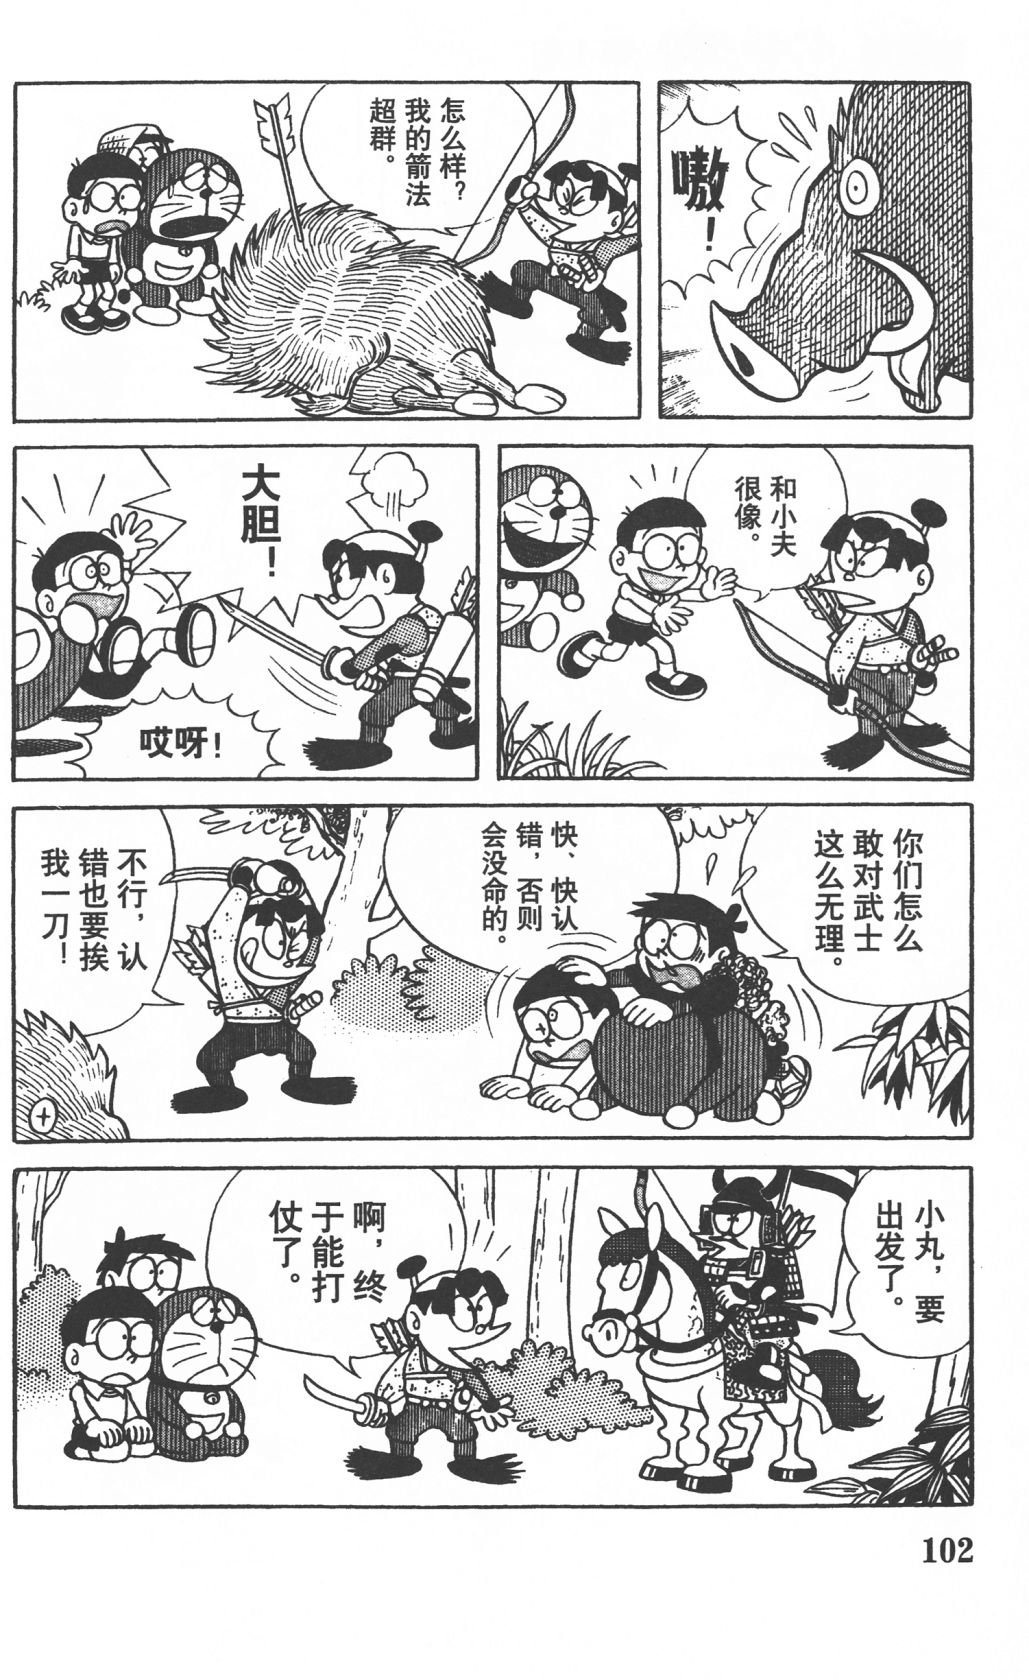 嗷！
怎么样？
我的箭法
超群。
和小夫
很像。
大胆！
哎呀！
你们怎么
敢对武士
这么无理。
快、快认
错，否则
会没命的。
不行，认
错也要挨
我一刀！
小丸，要
出发了。
啊，终
于能打
仗了。
102